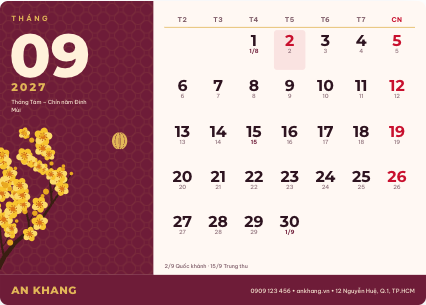 THÁNG
09
2027
Tháng Tám – Chín năm Đinh
Mùi
T2 T3 T4 T5 T6 T7 CN
1 2 3 4 5
1/8 2 3 4 5
6 7 8 9 10 11 12
6 7 8 9 10 11 12
13 14 15 16 17 18 19
13 14 15 16 17 18 19
20 21 22 23 24 25 26
20 21 22 23 24 25 26
27 28 29 30
27 28 29 1/9
2/9 Quốc khánh · 15/9 Trung thu
AN KHANG
0909 123 456 • ankhang.vn • 12 Nguyễn Huệ, Q.1, TP.HCM